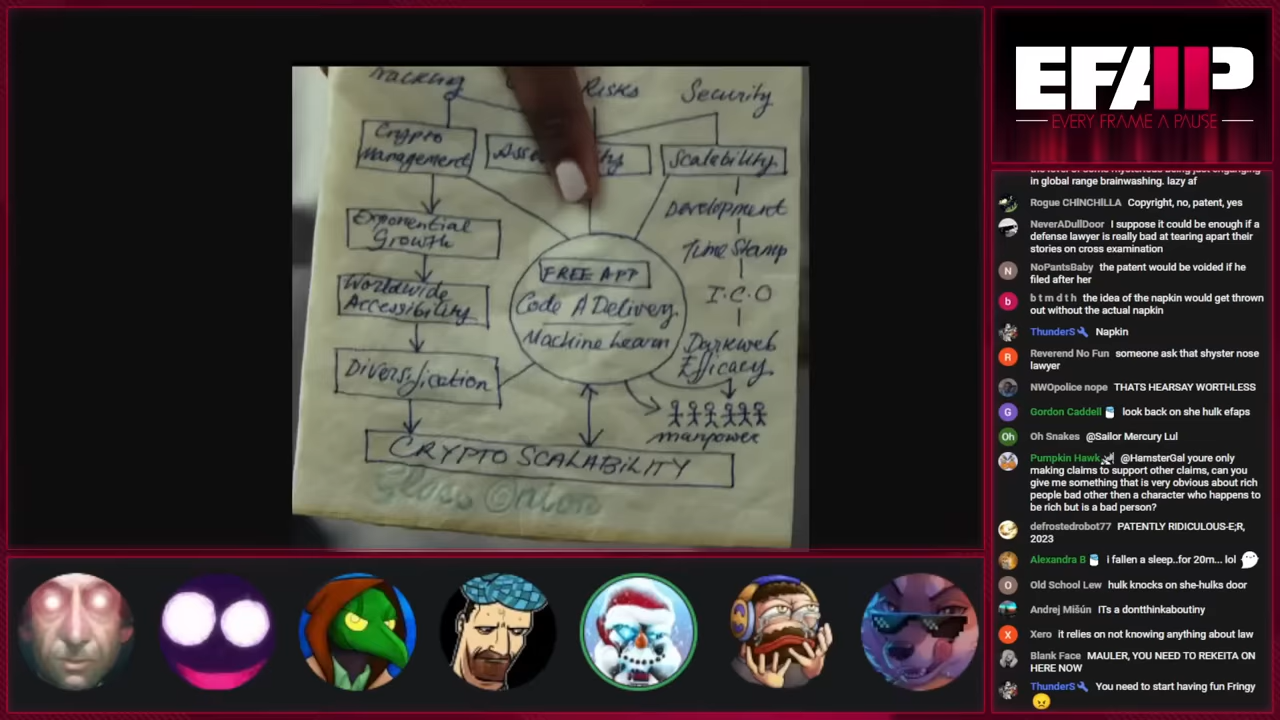 Tracking
Risks
Security
Crypto
Management
Scalability
Exponential
Growth
Development
Time Stamp
Worldwide
Accessibility
FREE APP
Code A Delivery
Machine Learn
I.C.O
Darkweb
Efficacy
Diversification
manpower
CRYPTO SCALABILITY
Glass Onion
EFAP
EVERY FRAME A PAUSE
in global range brainwashing. lazy af
Rogue CHiNCHiLLA Copyright, no, patent, yes
NeverADullDoor I suppose it could be enough if a
defense lawyer is really bad at tearing apart their
stories on cross examination
N
NoPantsBaby the patent would be voided if he
filed after her
b
b t m d t h the idea of the napkin would get thrown
out without the actual napkin
ThunderS Napkin
R
Reverend No Fun someone ask that shyster nose
lawyer
NWOpolice nope THATS HEARSAY WORTHLESS
G
Gordon Caddell look back on she hulk efaps
Oh
Oh Snakes @Sailor Mercury Lul
Pumpkin Hawk @HamsterGal youre only
making claims to support other claims, can you
give me something that is very obvious about rich
people bad other then a character who happens to
be rich but is a bad person?
defrostedrobot77 PATENTLY RIDICULOUS-E;R,
2023
Alexandra B i fallen a sleep..for 20m... lol
O
Old School Lew hulk knocks on she-hulks door
Andrej Mišún ITs a dontthinkaboutiny
X
Xero it relies on not knowing anything about law
Blank Face MAULER, YOU NEED TO REKEITA ON
HERE NOW
ThunderS You need to start having fun Fringy